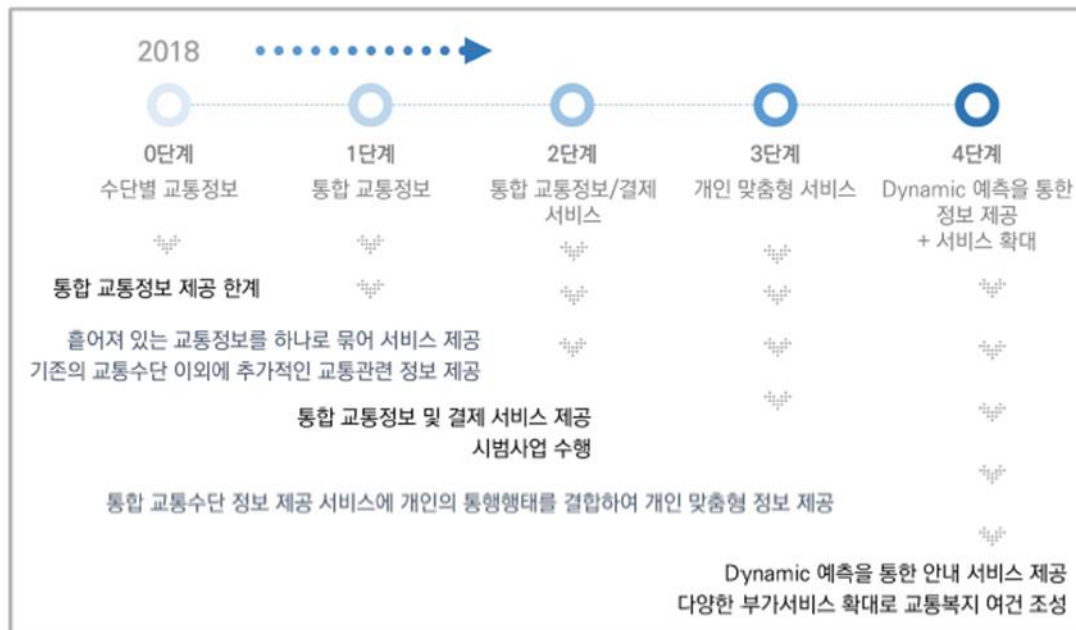 2018
0단계
1단계
2단계
3단계
4단계
수단별 교통정보
통합 교통정보
통합 교통정보/결제
서비스
개인 맞춤형 서비스
Dynamic 예측을 통한
정보 제공
+ 서비스 확대
통합 교통정보 제공 한계
흩어져 있는 교통정보를 하나로 묶어 서비스 제공
기존의 교통수단 이외에 추가적인 교통관련 정보 제공
통합 교통정보 및 결제 서비스 제공
시범사업 수행
통합 교통수단 정보 제공 서비스에 개인의 통행행태를 결합하여 개인 맞춤형 정보 제공
Dynamic 예측을 통한 안내 서비스 제공
다양한 부가서비스 확대로 교통복지 여건 조성